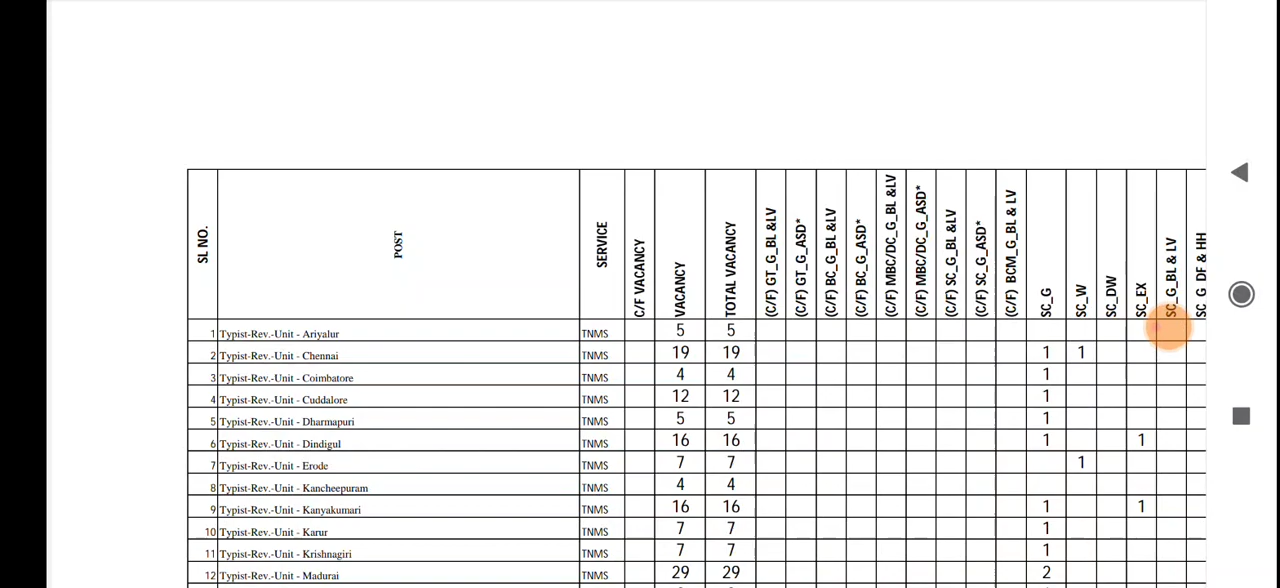 SL NO. POST SERVICE C/F VACANCY VACANCY TOTAL VACANCY (C/F) GT_G_BL &LV (C/F) GT_G_ASD* (C/F) BC_G_BL &LV (C/F) BC_G_ASD* (C/F) MBC/DC_G_BL &LV (C/F) MBC/DC_G_ASD* (C/F) SC_G_BL &LV (C/F) SC_G_ASD* (C/F) BCM_G_BL & LV SC_G SC_W SC_DW SC_EX SC_G_BL & LV SC_G_DF & HH
1 Typist-Rev.-Unit - Ariyalur TNMS 5 5
2 Typist-Rev.-Unit - Chennai TNMS 19 19 1 1
3 Typist-Rev.-Unit - Coimbatore TNMS 4 4 1
4 Typist-Rev.-Unit - Cuddalore TNMS 12 12 1
5 Typist-Rev.-Unit - Dharmapuri TNMS 5 5 1
6 Typist-Rev.-Unit - Dindigul TNMS 16 16 1 1
7 Typist-Rev.-Unit - Erode TNMS 7 7 1
8 Typist-Rev.-Unit - Kancheepuram TNMS 4 4
9 Typist-Rev.-Unit - Kanyakumari TNMS 16 16 1 1
10 Typist-Rev.-Unit - Karur TNMS 7 7 1
11 Typist-Rev.-Unit - Krishnagiri TNMS 7 7 1
12 Typist-Rev.-Unit - Madurai TNMS 29 29 2